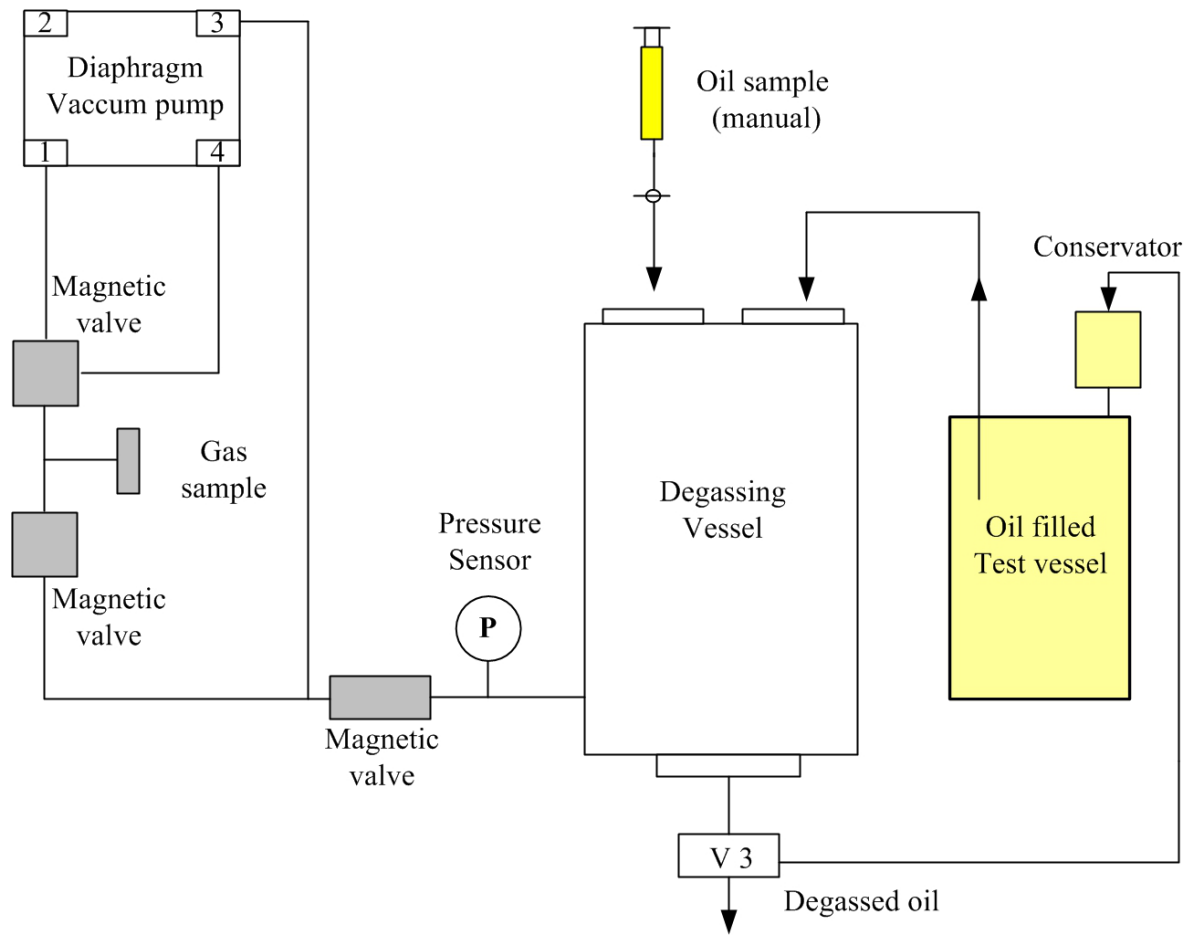 2
3
Diaphragm
Vaccum pump
1
4
Oil sample
(manual)
Magnetic
valve
Conservator
Gas
sample
Degassing
Vessel
Pressure
Sensor
Oil filled
Test vessel
Magnetic
valve
P
Magnetic
valve
V 3
Degassed oil